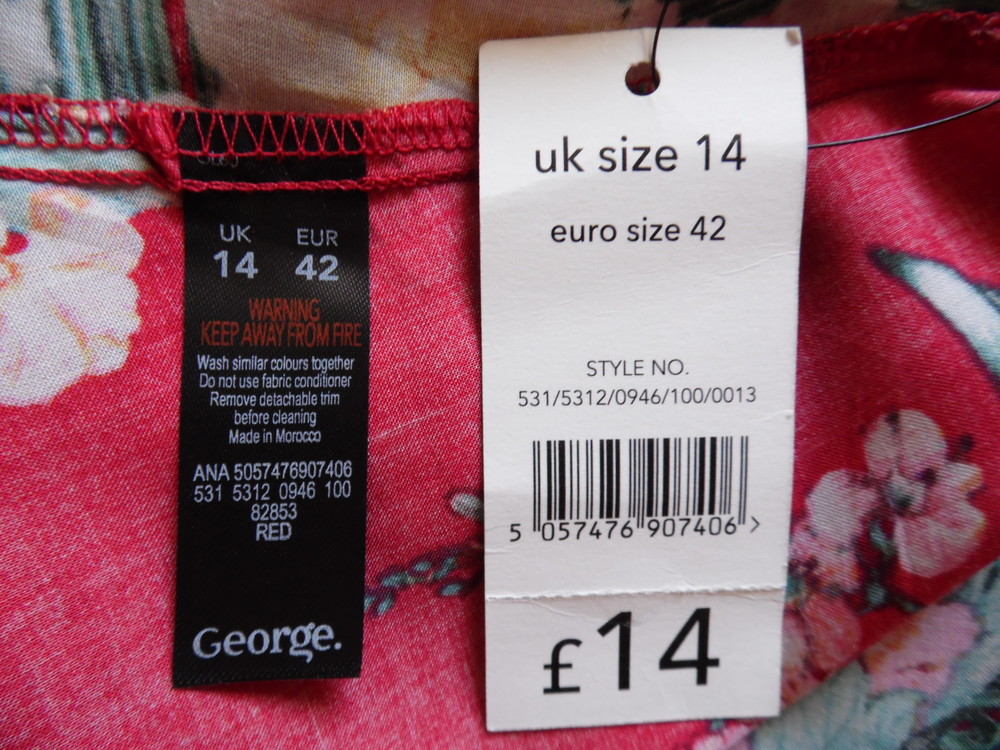 UK EUR
14 42
WARNING
KEEP AWAY FROM FIRE
Wash similar colours together
Do not use fabric conditioner
Remove detachable trim
before cleaning
Made in Morocco
ANA 5057476907406
531 5312 0946 100
82853
RED
George.
uk size 14
euro size 42
STYLE NO.
531/5312/0946/100/0013
5 057476 907406 >
£14